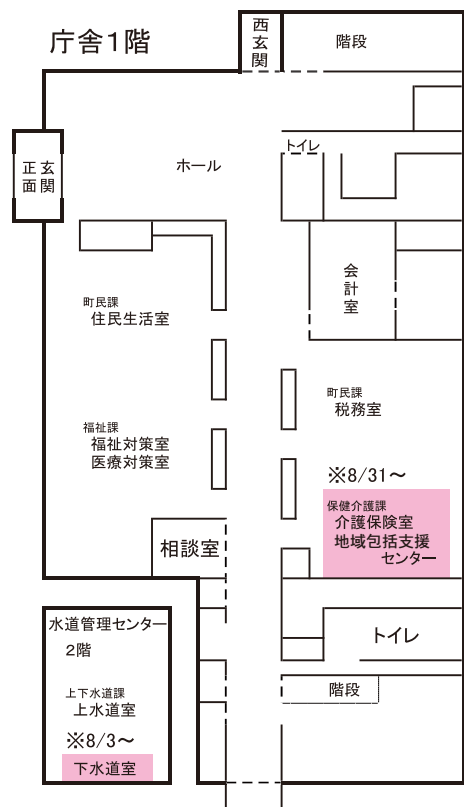 庁舎1階
西玄関
階段
正面玄関
ホール
トイレ
会計室
町民課
住民生活室
町民課
税務室
福祉課
福祉対策室
医療対策室
※8/31～
保健介護課
介護保険室
地域包括支援
センター
相談室
水道管理センター
2階
トイレ
上下水道課
上水道室
階段
※8/3～
下水道室